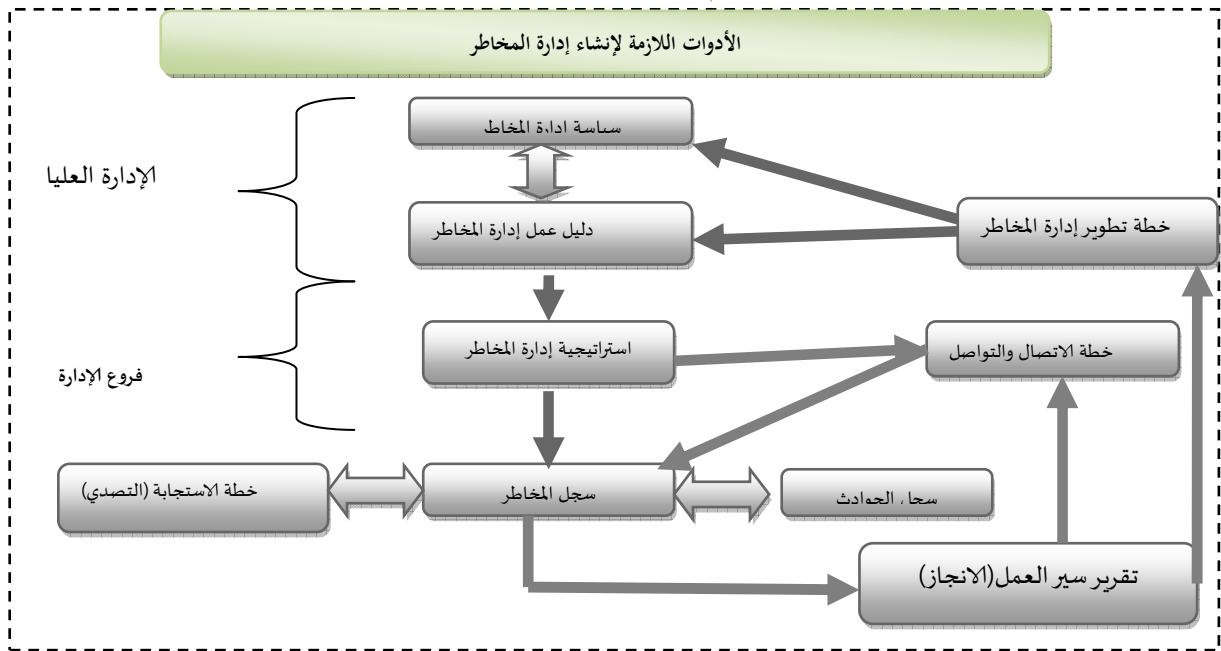 الأدوات اللازمة لإنشاء إدارة المخاطر
سياسة ادارة المخاط
الإدارة العليا
دليل عمل إدارة المخاطر
خطة تطوير إدارة المخاطر
استراتيجية إدارة المخاطر
خطة الاتصال والتواصل
فروع الإدارة
خطة الاستجابة (التصدي)
سجل المخاطر
سجل الحوادث
تقرير سير العمل(الانجاز)